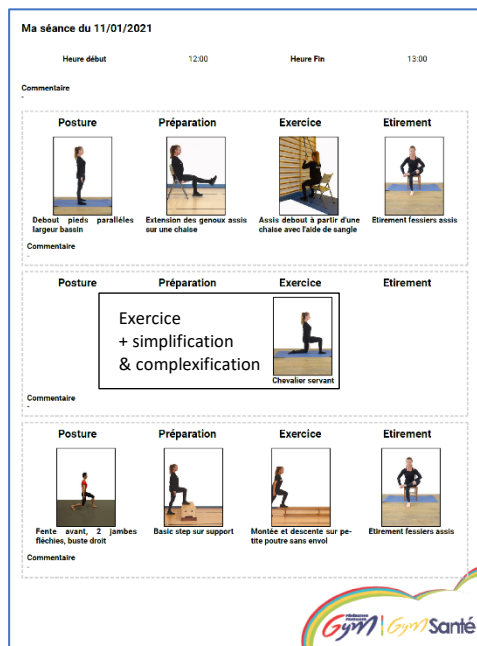 Ma séance du 11/01/2021
Heure début 12:00 Heure Fin 13:00
Commentaire
-
Posture Préparation Exercice Etirement
Debout pieds parallèles
largeur bassin
Extension des genoux assis
sur une chaise
Assis debout à partir d'une
chaise avec l'aide de sangle
Etirement fessiers assis
Commentaire
-
Posture Préparation Exercice Etirement
Exercice
+ simplification
& complexification
Chevalier servant
Commentaire
-
Posture Préparation Exercice Etirement
Fente avant, 2 jambes
fléchies, buste droit
Basic step sur support
Montée et descente sur pe-
tite poutre sans envol
Etirement fessiers assis
Commentaire
-
Gym Gym Santé